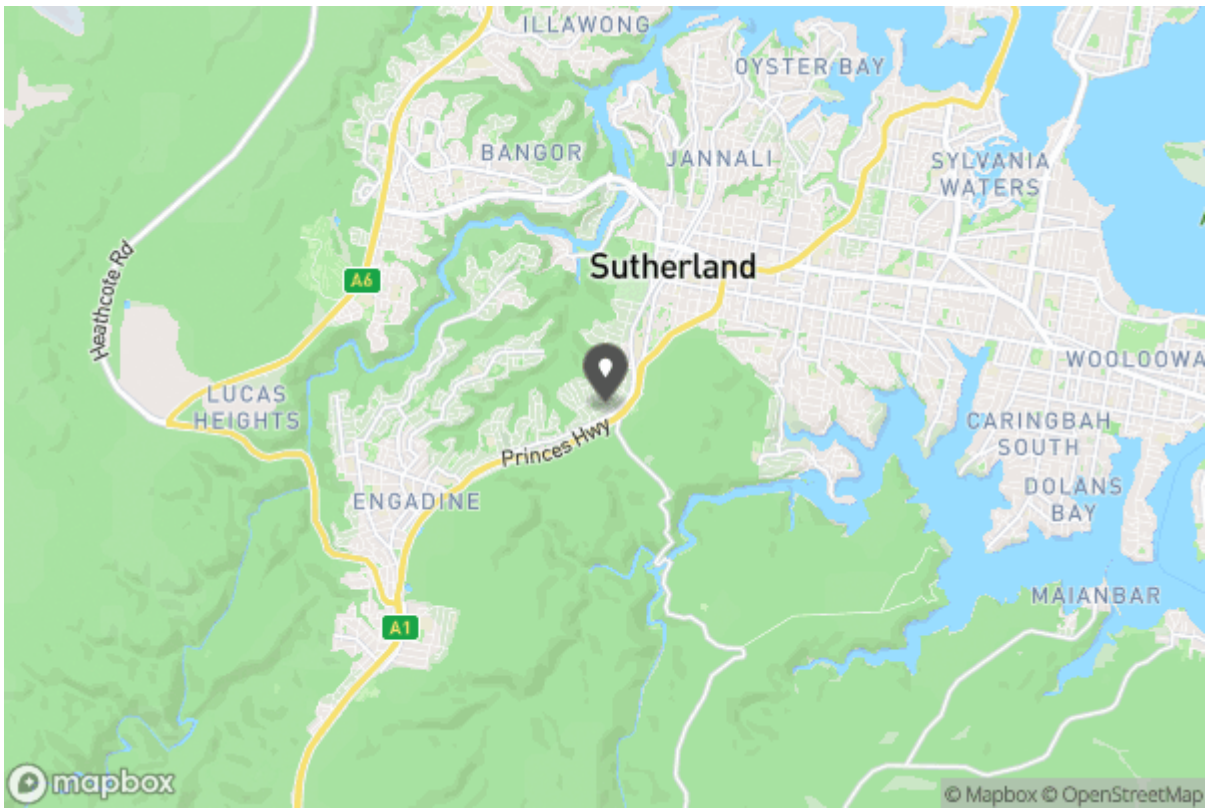 ILLAWONG
OYSTER BAY
BANGOR
JANNALI
SYLVANIA
WATERS
Heathcote Rd
Sutherland
A6
WOOLOOWA
LUCAS
HEIGHTS
CARINGBAH
SOUTH
Princes Hwy
DOLANS
BAY
ENGADINE
MAIANBAR
A1
mapbox
© Mapbox © OpenStreetMap